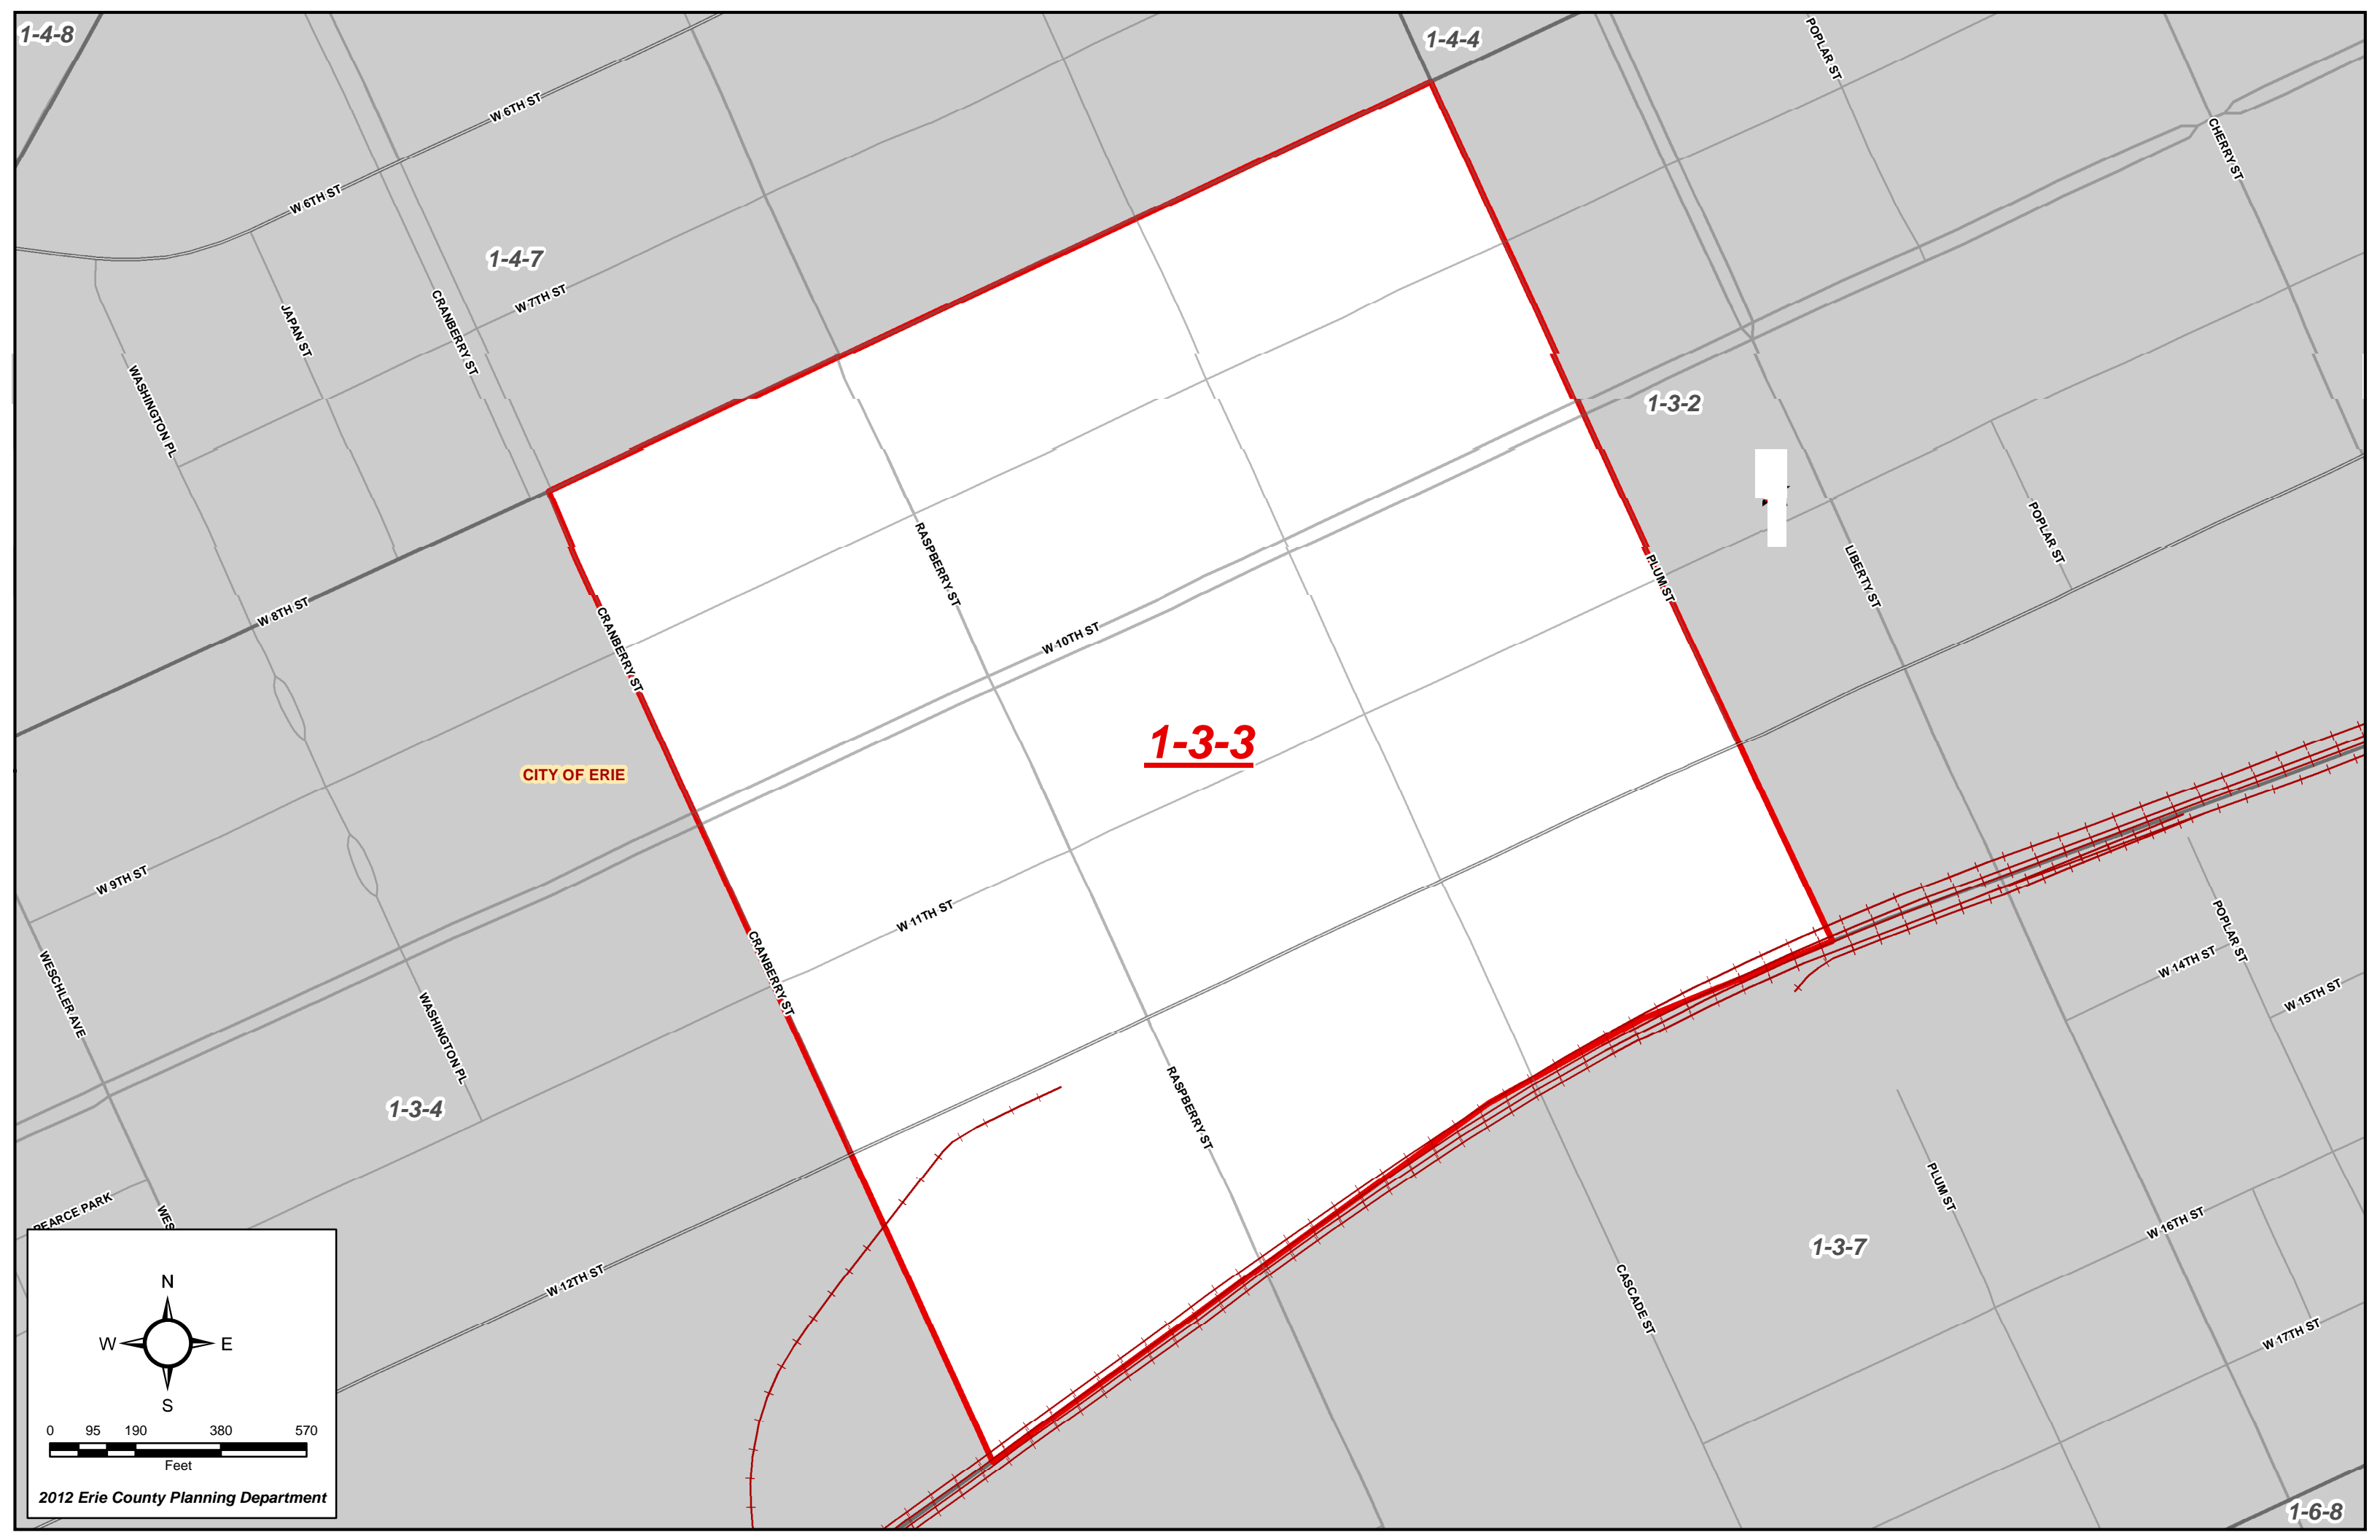 1-4-8
1-4-4
POPLAR ST
W 6TH ST
CHERRY ST
W 6TH ST
1-4-7
W 7TH ST
CRANBERRY ST
JAPAN ST
WASHINGTON PL
1-3-2
RASPBERRY ST
PLUM ST
LIBERTY ST
POPLAR ST
W 8TH ST
CRANBERRY ST
W 10TH ST
1-3-3
CITY OF ERIE
W 9TH ST
W 11TH ST
CRANBERRY ST
POPLAR ST
W 14TH ST
W 15TH ST
WESCHLER AVE
WASHINGTON PL
1-3-4
RASPBERRY ST
PLUM ST
PEARCE PARK
WES
W 16TH ST
1-3-7
W 12TH ST
CASCADE ST
W 17TH ST
N
W
E
S
0 95 190 380 570
Feet
2012 Erie County Planning Department
1-6-8